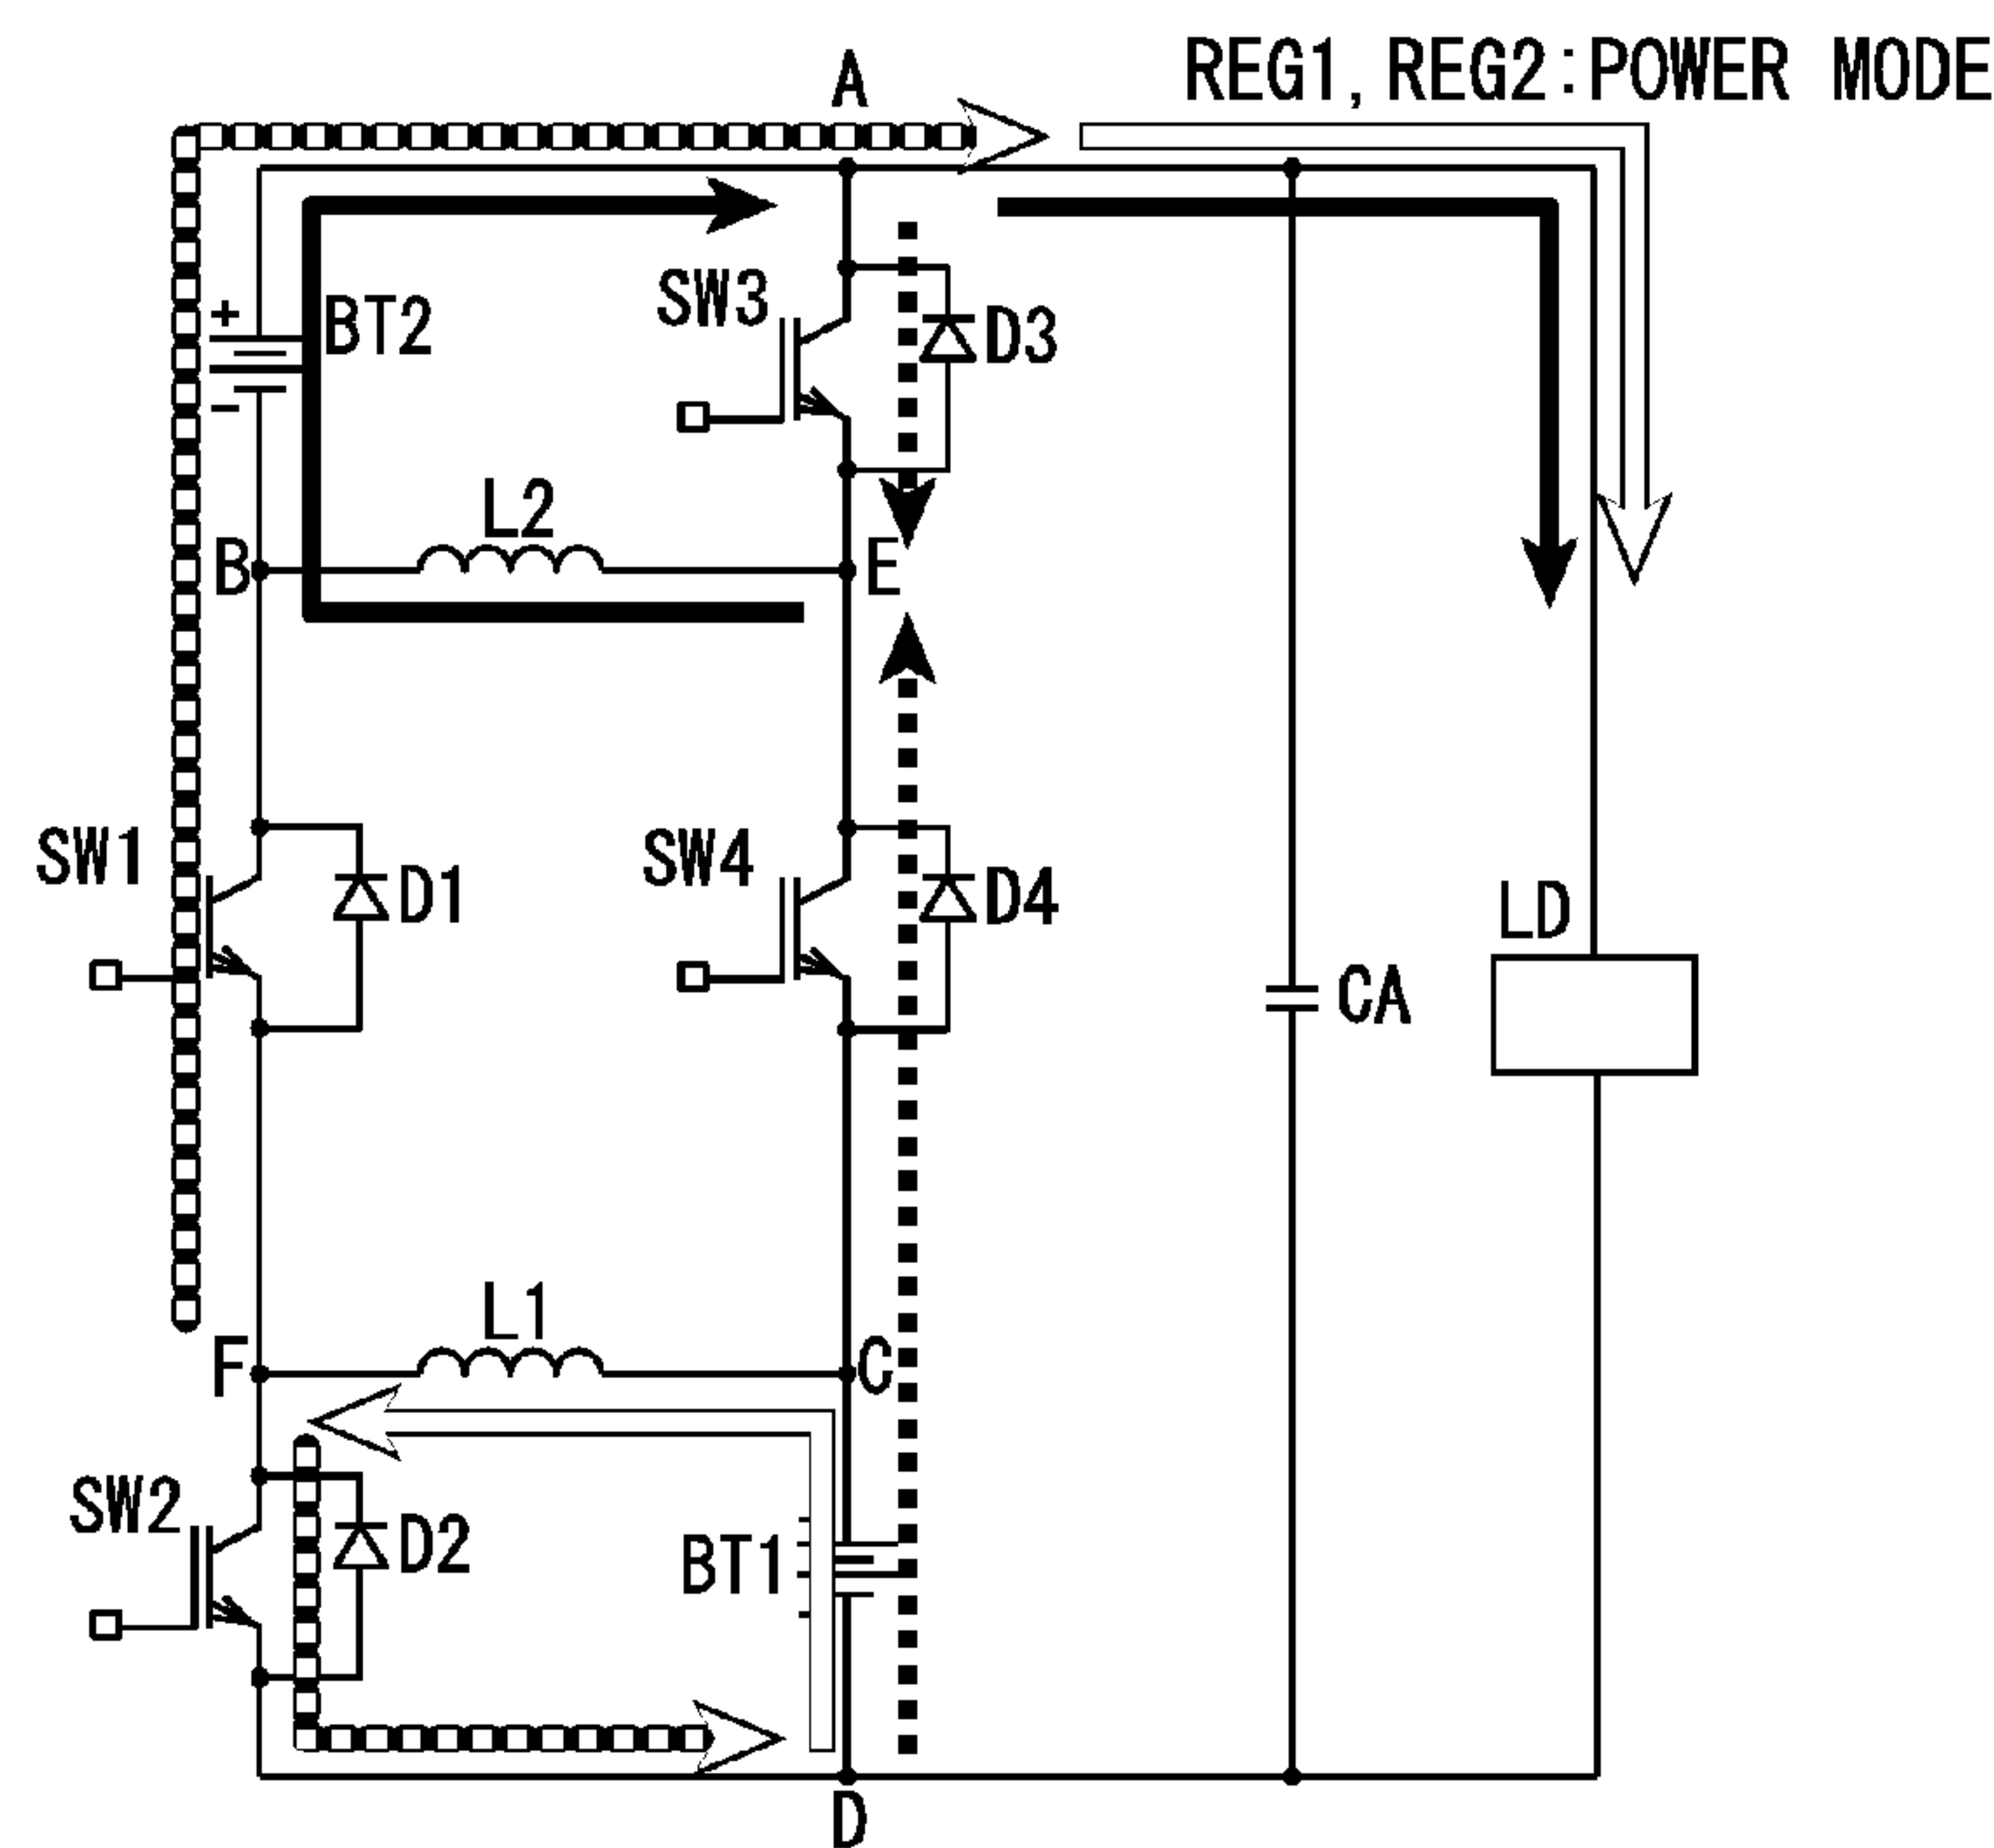 A
REG1, REG2:POWER MODE
SW3
+
BT2
D3
-
L2
B
E
SW1
SW4
D1
D4
LD
CA
L1
F
C
SW2
D2
BT1
D